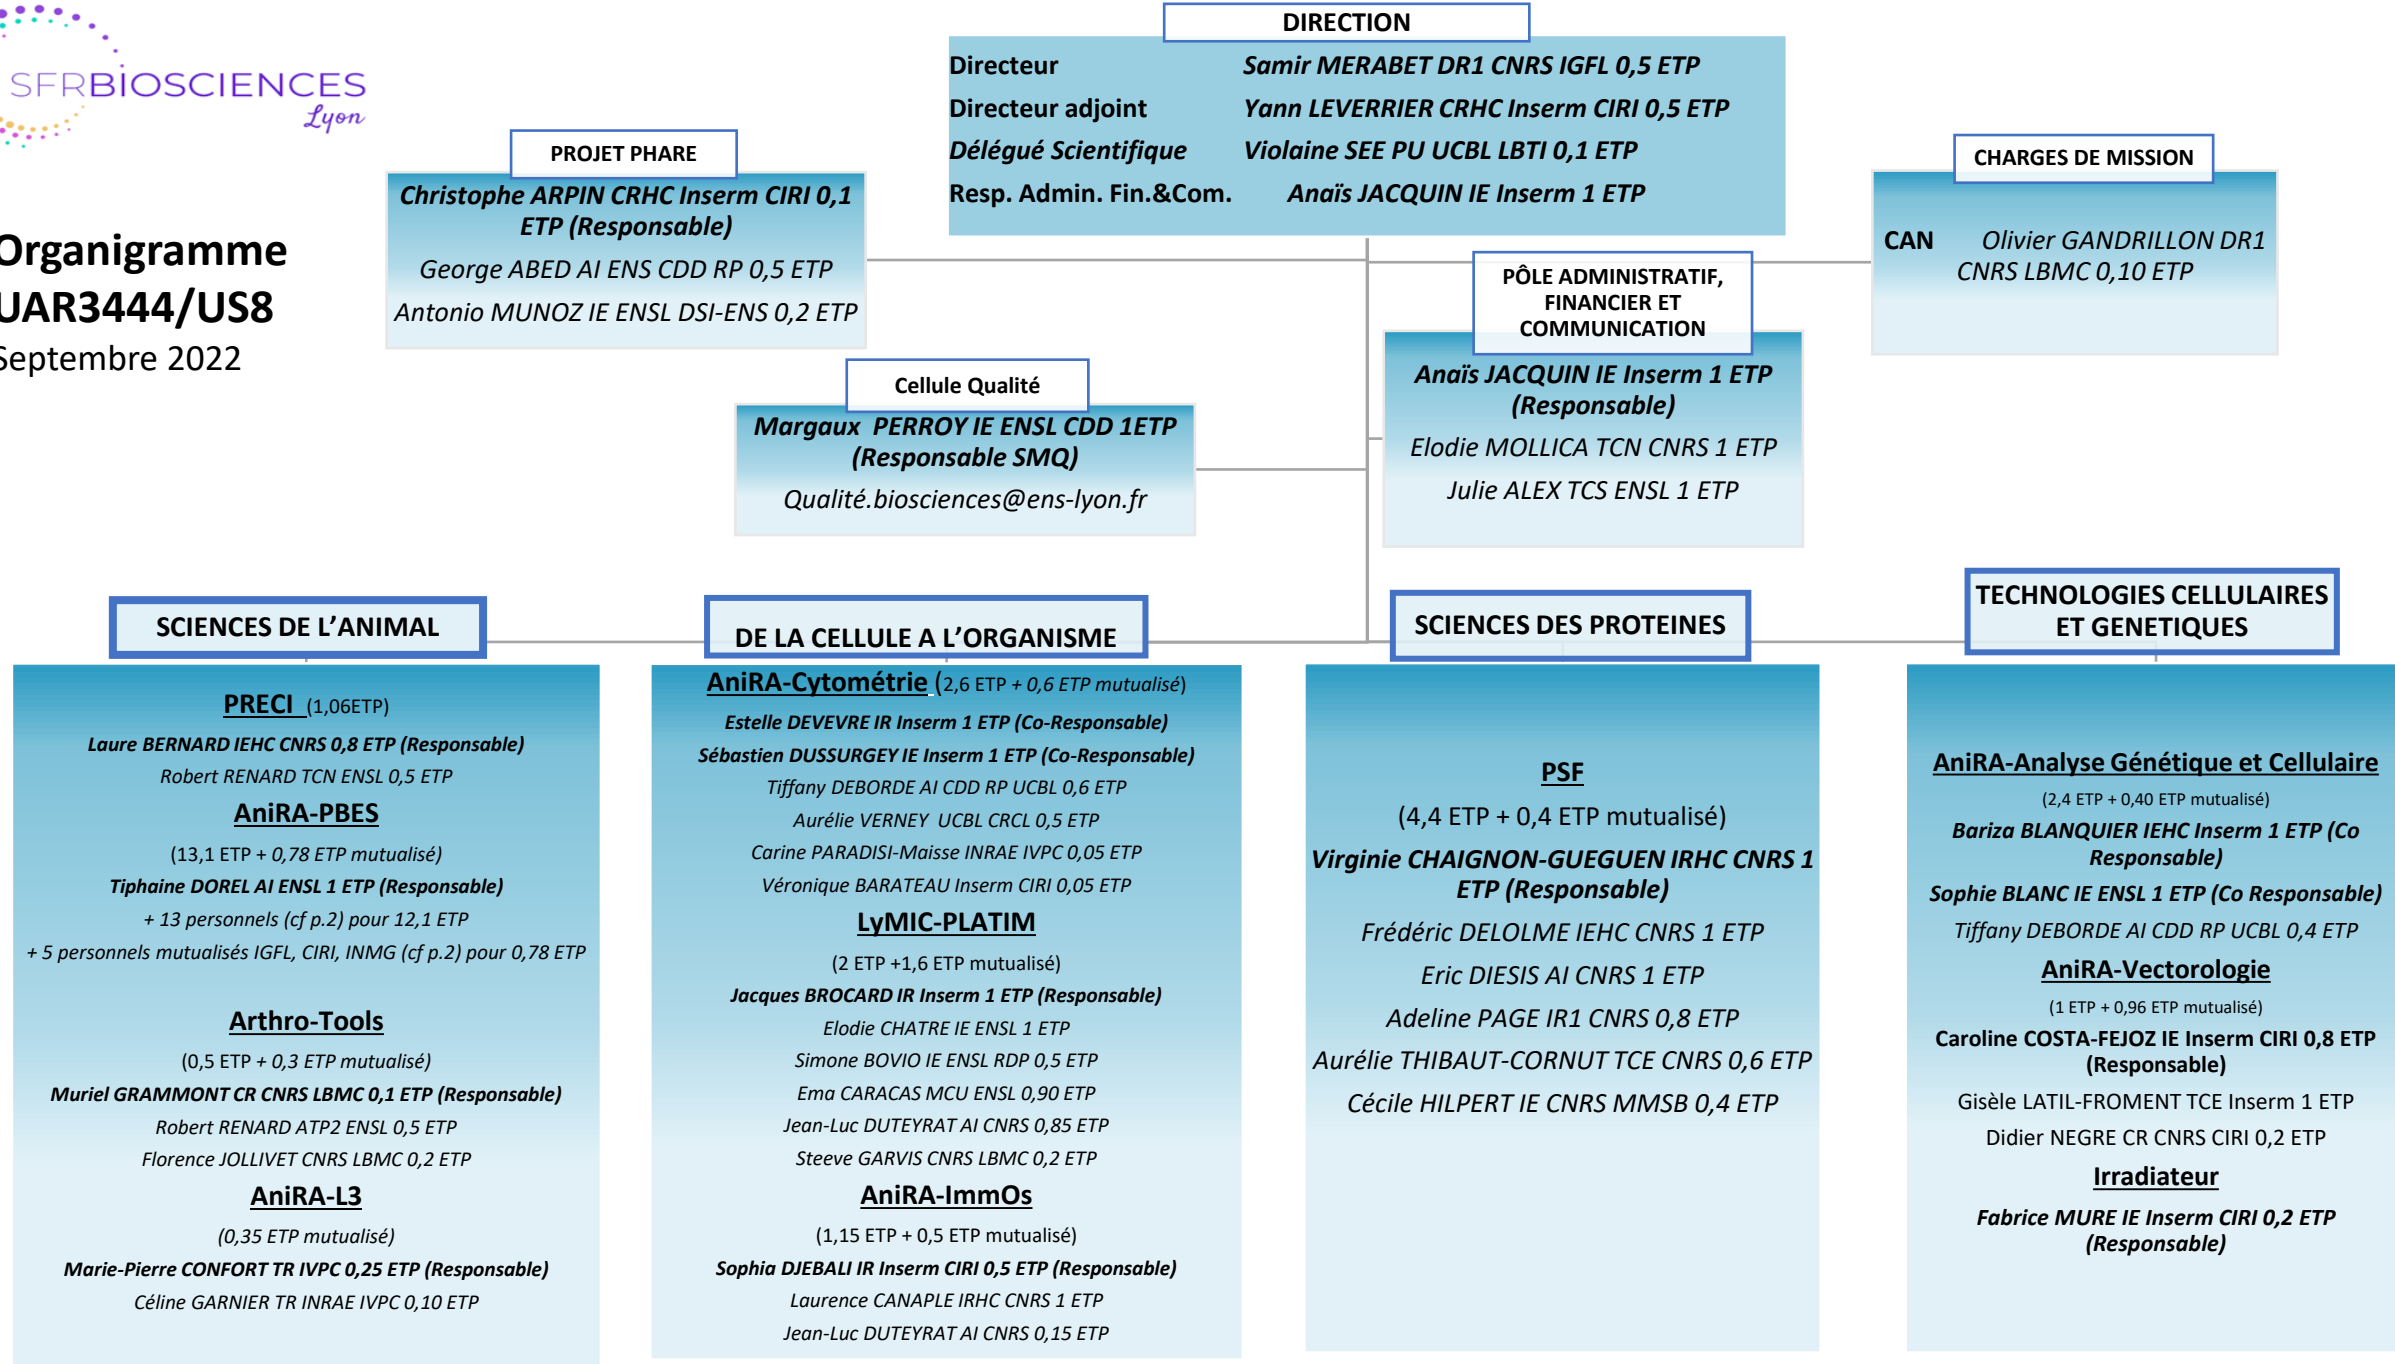 SFRBIOSCIENCES
Lyon
Organigramme
UAR3444/US8
Septembre 2022
DIRECTION
Directeur Samir MERABET DR1 CNRS IGFL 0,5 ETP
Directeur adjoint Yann LEVERRIER CRHC Inserm CIRI 0,5 ETP
Délégué Scientifique Violaine SEE PU UCBL LBTI 0,1 ETP
Resp. Admin. Fin.&Com. Anaïs JACQUIN IE Inserm 1 ETP
PROJET PHARE
Christophe ARPIN CRHC Inserm CIRI 0,1
ETP (Responsable)
George ABED AI ENS CDD RP 0,5 ETP
Antonio MUNOZ IE ENSL DSI-ENS 0,2 ETP
CHARGES DE MISSION
CAN Olivier GANDRILLON DR1
CNRS LBMC 0,10 ETP
PÔLE ADMINISTRATIF,
FINANCIER ET
COMMUNICATION
Anaïs JACQUIN IE Inserm 1 ETP
(Responsable)
Elodie MOLLICA TCN CNRS 1 ETP
Julie ALEX TCS ENSL 1 ETP
Cellule Qualité
Margaux PERROY IE ENSL CDD 1ETP
(Responsable SMQ)
Qualité.biosciences@ens-lyon.fr
SCIENCES DE L’ANIMAL
PRECI (1,06ETP)
Laure BERNARD IEHC CNRS 0,8 ETP (Responsable)
Robert RENARD TCN ENSL 0,5 ETP
AniRA-PBES
(13,1 ETP + 0,78 ETP mutualisé)
Tiphaine DOREL AI ENSL 1 ETP (Responsable)
+ 13 personnels (cf p.2) pour 12,1 ETP
+ 5 personnels mutualisés IGFL, CIRI, INMG (cf p.2) pour 0,78 ETP
Arthro-Tools
(0,5 ETP + 0,3 ETP mutualisé)
Muriel GRAMMONT CR CNRS LBMC 0,1 ETP (Responsable)
Robert RENARD ATP2 ENSL 0,5 ETP
Florence JOLLIVET CNRS LBMC 0,2 ETP
AniRA-L3
(0,35 ETP mutualisé)
Marie-Pierre CONFORT TR IVPC 0,25 ETP (Responsable)
Céline GARNIER TR INRAE IVPC 0,10 ETP
DE LA CELLULE A L’ORGANISME
AniRA-Cytométrie (2,6 ETP + 0,6 ETP mutualisé)
Estelle DEVEVRE IR Inserm 1 ETP (Co-Responsable)
Sébastien DUSSURGEY IE Inserm 1 ETP (Co-Responsable)
Tiffany DEBORDE AI CDD RP UCBL 0,6 ETP
Aurélie VERNEY UCBL CRCL 0,5 ETP
Carine PARADISI-Maisse INRAE IVPC 0,05 ETP
Véronique BARATEAU Inserm CIRI 0,05 ETP
LyMIC-PLATIM
(2 ETP +1,6 ETP mutualisé)
Jacques BROCARD IR Inserm 1 ETP (Responsable)
Elodie CHATRE IE ENSL 1 ETP
Simone BOVIO IE ENSL RDP 0,5 ETP
Ema CARACAS MCU ENSL 0,90 ETP
Jean-Luc DUTEYRAT AI CNRS 0,85 ETP
Steeve GARVIS CNRS LBMC 0,2 ETP
AniRA-ImmOs
(1,15 ETP + 0,5 ETP mutualisé)
Sophia DJEBALI IR Inserm CIRI 0,5 ETP (Responsable)
Laurence CANAPLE IRHC CNRS 1 ETP
Jean-Luc DUTEYRAT AI CNRS 0,15 ETP
SCIENCES DES PROTEINES
PSF
(4,4 ETP + 0,4 ETP mutualisé)
Virginie CHAIGNON-GUEGUEN IRHC CNRS 1
ETP (Responsable)
Frédéric DELOLME IEHC CNRS 1 ETP
Eric DIESIS AI CNRS 1 ETP
Adeline PAGE IR1 CNRS 0,8 ETP
Aurélie THIBAUT-CORNUT TCE CNRS 0,6 ETP
Cécile HILPERT IE CNRS MMSB 0,4 ETP
TECHNOLOGIES CELLULAIRES
ET GENETIQUES
AniRA-Analyse Génétique et Cellulaire
(2,4 ETP + 0,40 ETP mutualisé)
Bariza BLANQUIER IEHC Inserm 1 ETP (Co
Responsable)
Sophie BLANC IE ENSL 1 ETP (Co Responsable)
Tiffany DEBORDE AI CDD RP UCBL 0,4 ETP
AniRA-Vectorologie
(1 ETP + 0,96 ETP mutualisé)
Caroline COSTA-FEJOZ IE Inserm CIRI 0,8 ETP
(Responsable)
Gisèle LATIL-FROMENT TCE Inserm 1 ETP
Didier NEGRE CR CNRS CIRI 0,2 ETP
Irradiateur
Fabrice MURE IE Inserm CIRI 0,2 ETP
(Responsable)